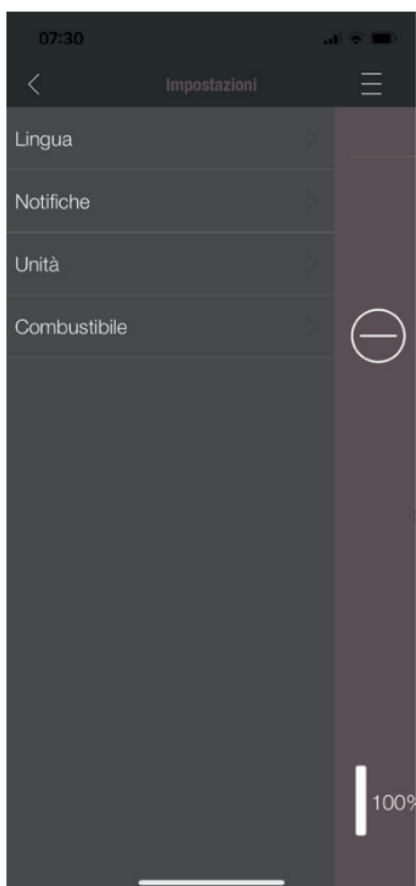 07:30
Impostazioni
Lingua
Notifiche
Unità
Combustibile
100%